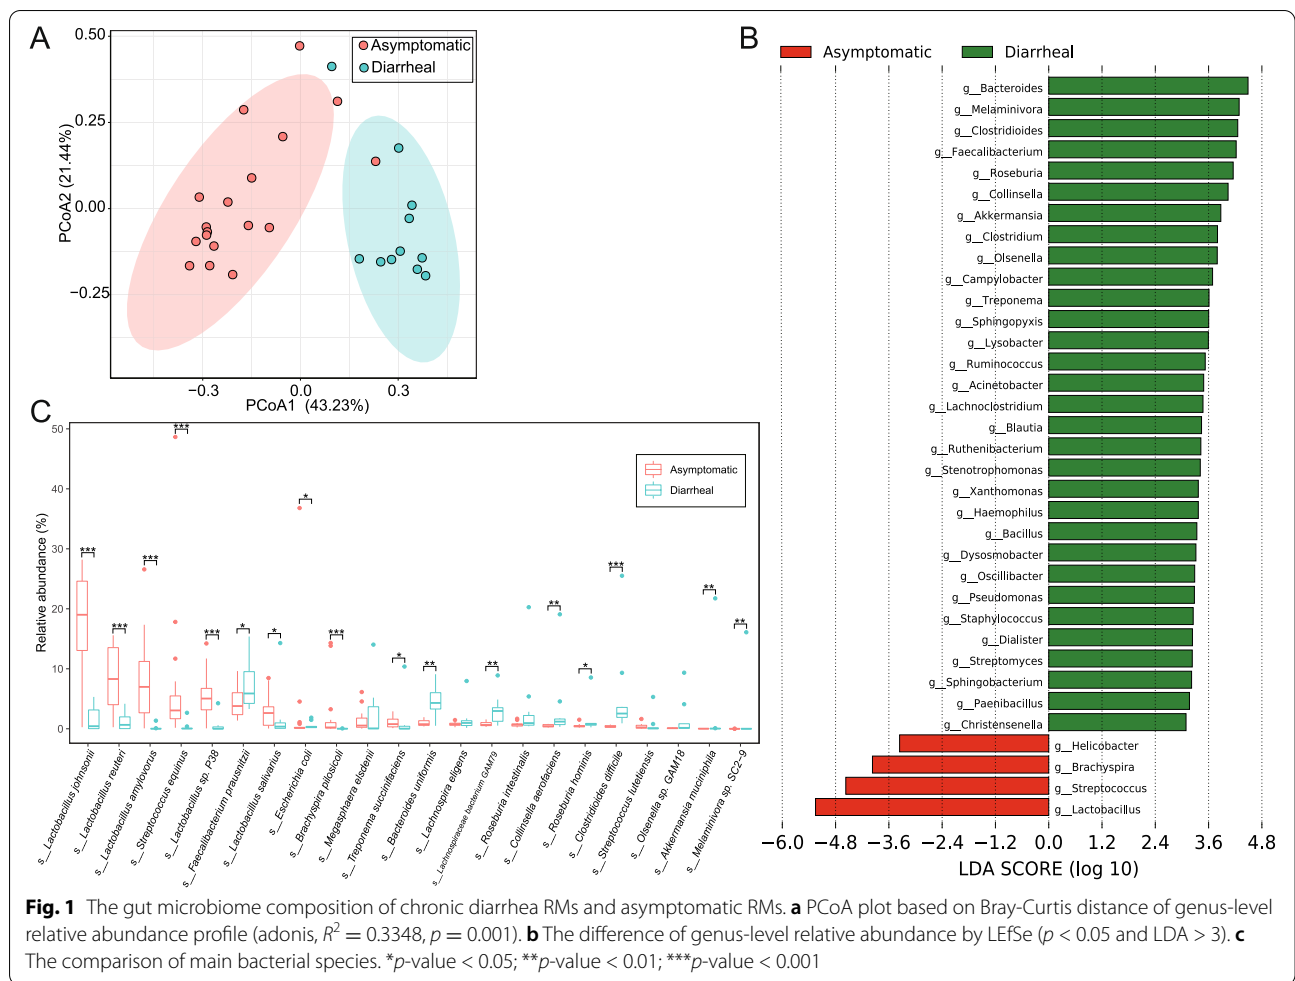 A
0.50
0.25
0.00
−0.25
PCoA2 (21.44%)
Asymptomatic
Diarrheal
−0.3
0.0
0.3
PCoA1 (43.23%)
B
Asymptomatic
Diarrheal
g__Bacteroides
g__Melaminivora
g__Clostridioides
g__Faecalibacterium
g__Roseburia
g__Collinsella
g__Akkermansia
g__Clostridium
g__Olsenella
g__Campylobacter
g__Treponema
g__Sphingopyxis
g__Lysobacter
g__Ruminococcus
g__Acinetobacter
g__Lachnoclostridium
g__Blautia
g__Ruthenibacterium
g__Stenotrophomonas
g__Xanthomonas
g__Haemophilus
g__Bacillus
g__Dysosmobacter
g__Oscillibacter
g__Pseudomonas
g__Staphylococcus
g__Dialister
g__Streptomyces
g__Sphingobacterium
g__Paenibacillus
g__Christensenella
g__Helicobacter
g__Brachyspira
g__Streptococcus
g__Lactobacillus
−6.0 −4.8 −3.6 −2.4 −1.2 0.0 1.2 2.4 3.6 4.8
LDA SCORE (log 10)
C
50
40
30
20
10
0
Relative abundance (%)
Asymptomatic
Diarrheal
***
***
***
***
***
*
*
*
***
*
**
**
**
*
***
**
**
s__Lactobacillus johnsonii
s__Lactobacillus reuteri
s__Lactobacillus amylovorus
s__Streptococcus equinus
s__Lactobacillus sp. P38
s__Faecalibacterium prausnitzii
s__Lactobacillus salivarius
s__Escherichia coli
s__Brachyspira pilosicoli
s__Megasphaera elsdenii
s__Treponema succinifaciens
s__Bacteroides uniformis
s__Lachnospira eligens
s__Lachnospiraceae bacterium GAM79
s__Roseburia intestinalis
s__Collinsella aerofaciens
s__Roseburia hominis
s__Clostridioides difficile
s__Streptococcus lutetiensis
s__Olsenella sp. GAM18
s__Akkermansia muciniphila
s__Melaminivora sp. SC2−9
Fig. 1 The gut microbiome composition of chronic diarrhea RMs and asymptomatic RMs. a PCoA plot based on Bray-Curtis distance of genus-level
relative abundance profile (adonis, R² = 0.3348, p = 0.001). b The difference of genus-level relative abundance by LEfSe (p < 0.05 and LDA > 3). c
The comparison of main bacterial species. *p-value < 0.05; **p-value < 0.01; ***p-value < 0.001